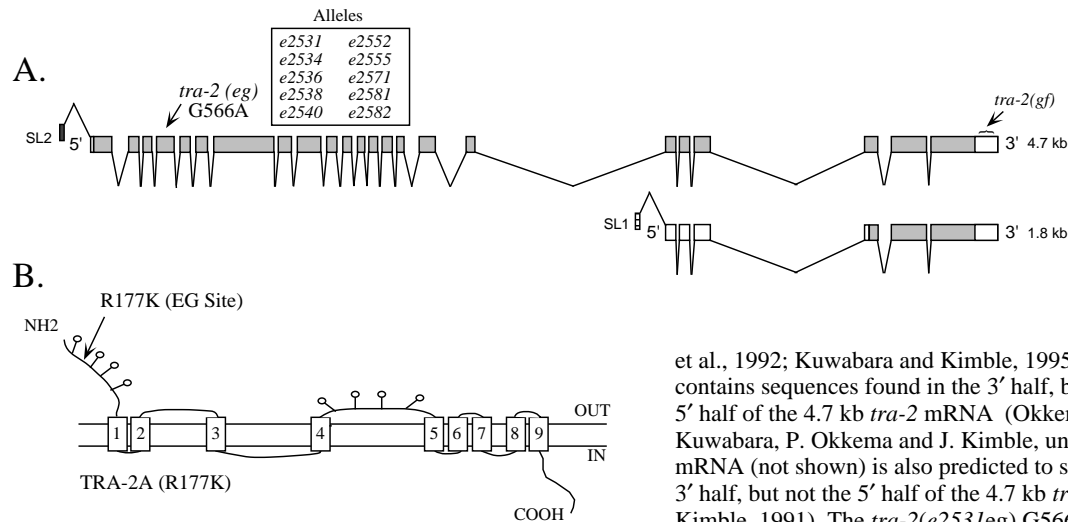 A.
Alleles
e2531 e2552
e2534 e2555
e2536 e2571
e2538 e2581
e2540 e2582
tra-2 (eg)
G566A
tra-2(gf)
SL2 5' 3' 4.7 kb
SL1 5' 3' 1.8 kb
B.
R177K (EG Site)
NH2
OUT
1 2 3 4 5 6 7 8 9
IN
TRA-2A (R177K)
COOH
et al., 1992; Kuwabara and Kimble, 1995
contains sequences found in the 3′ half, b
5′ half of the 4.7 kb tra-2 mRNA (Okker
Kuwabara, P. Okkema and J. Kimble, un
mRNA (not shown) is also predicted to s
3′ half, but not the 5′ half of the 4.7 kb tr
Kimble, 1991). The tra-2(e2531eg) G566